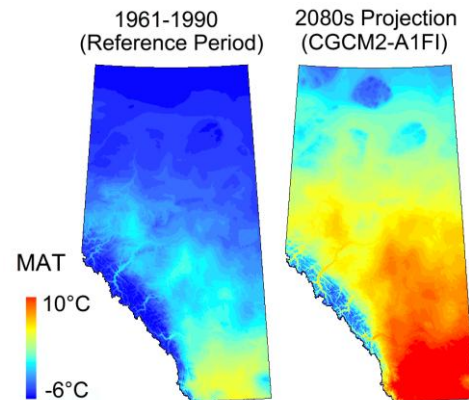 1961-1990
(Reference Period)
2080s Projection
(CGCM2-A1FI)
MAT
10°C
-6°C